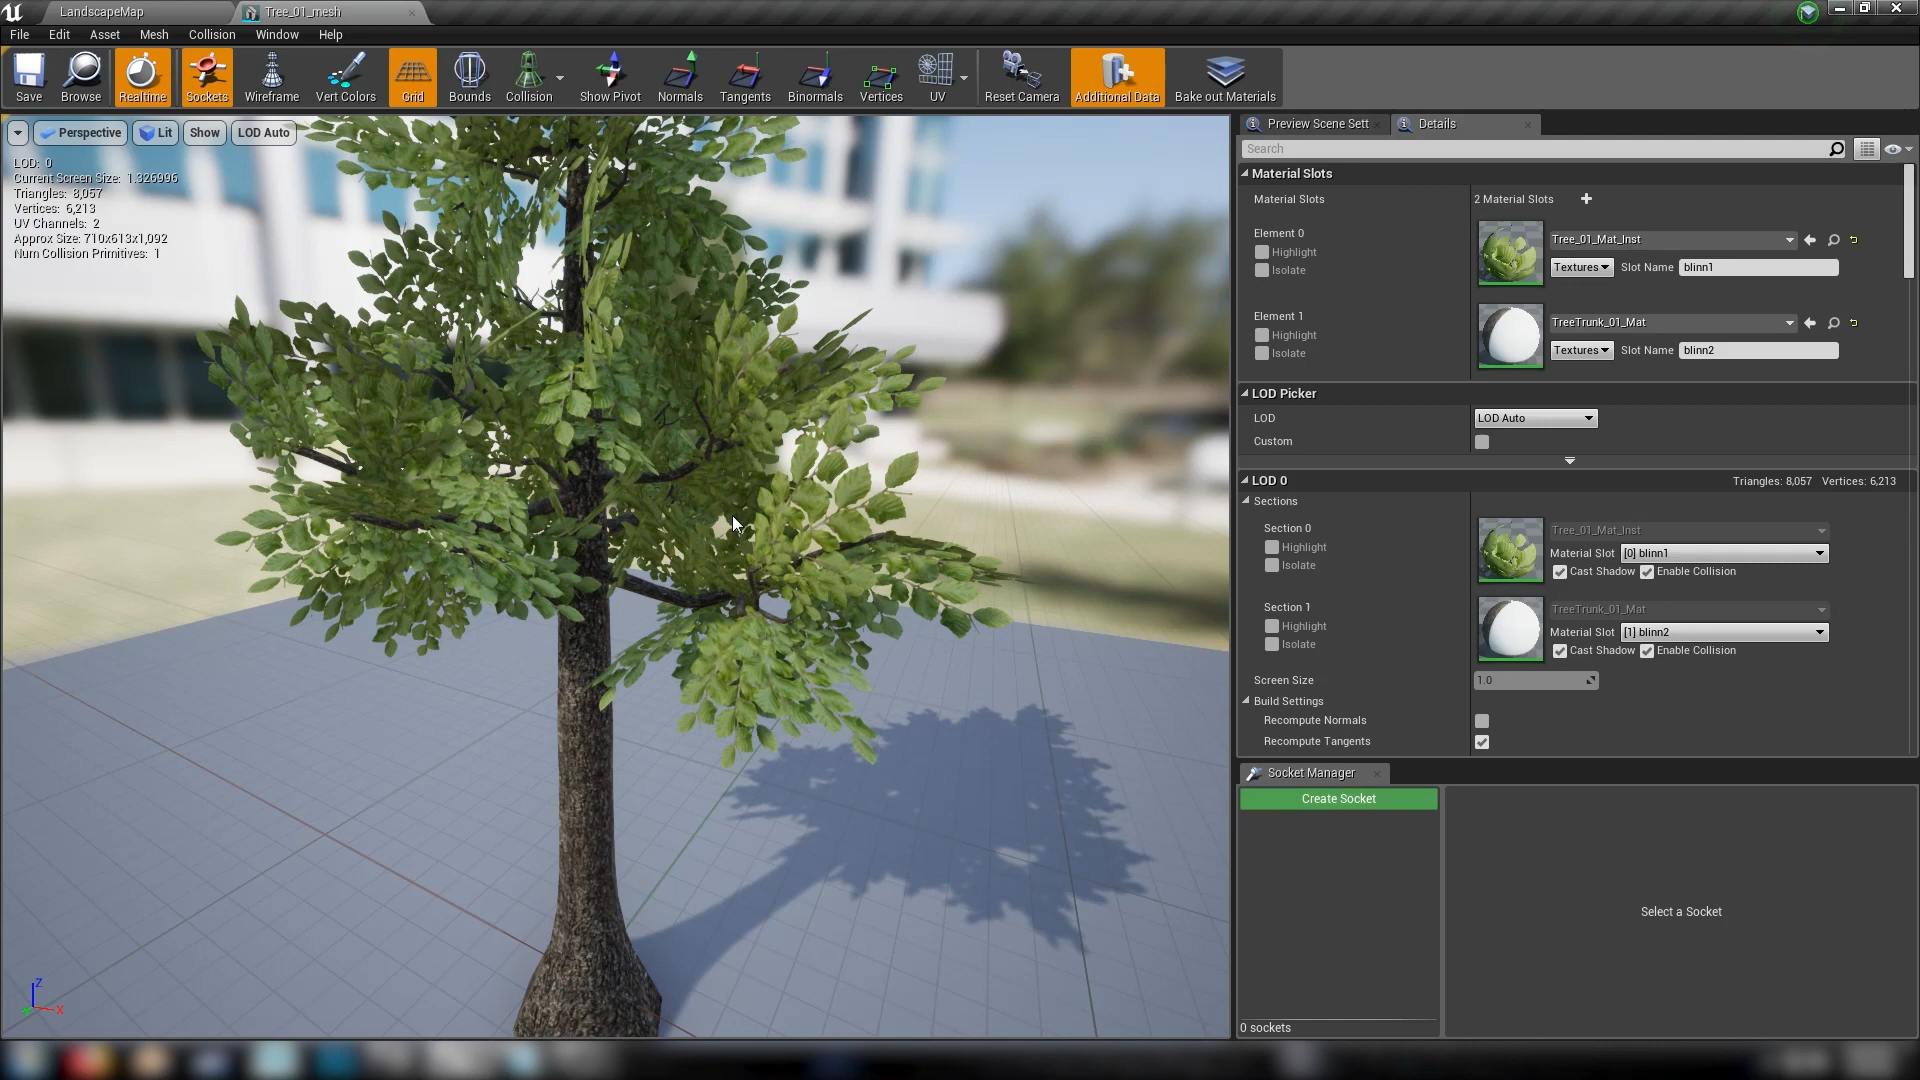 LandscapeMap
Tree_01_mesh
File Edit Asset Mesh Collision Window Help
Save Browse Realtime Sockets Wireframe Vert Colors Grid Bounds Collision Show Pivot Normals Tangents Binormals Vertices UV Reset Camera Additional Data Bake out Materials
Perspective Lit Show LOD Auto
LOD: 0
Current Screen Size: 1.326996
Triangles: 8,057
Vertices: 6,213
UV Channels: 2
Approx Size: 710x613x1,092
Num Collision Primitives: 1
Z
X
Preview Scene Sett
Details
Search
Material Slots
Material Slots 2 Material Slots
Element 0
Highlight
Isolate
Tree_01_Mat_Inst
Textures Slot Name blinn1
Element 1
Highlight
Isolate
TreeTrunk_01_Mat
Textures Slot Name blinn2
LOD Picker
LOD LOD Auto
Custom
LOD 0 Triangles: 8,057 Vertices: 6,213
Sections
Section 0
Highlight
Isolate
Tree_01_Mat_Inst
Material Slot [0] blinn1
Cast Shadow Enable Collision
Section 1
Highlight
Isolate
TreeTrunk_01_Mat
Material Slot [1] blinn2
Cast Shadow Enable Collision
Screen Size 1.0
Build Settings
Recompute Normals
Recompute Tangents
Socket Manager
Create Socket
Select a Socket
0 sockets